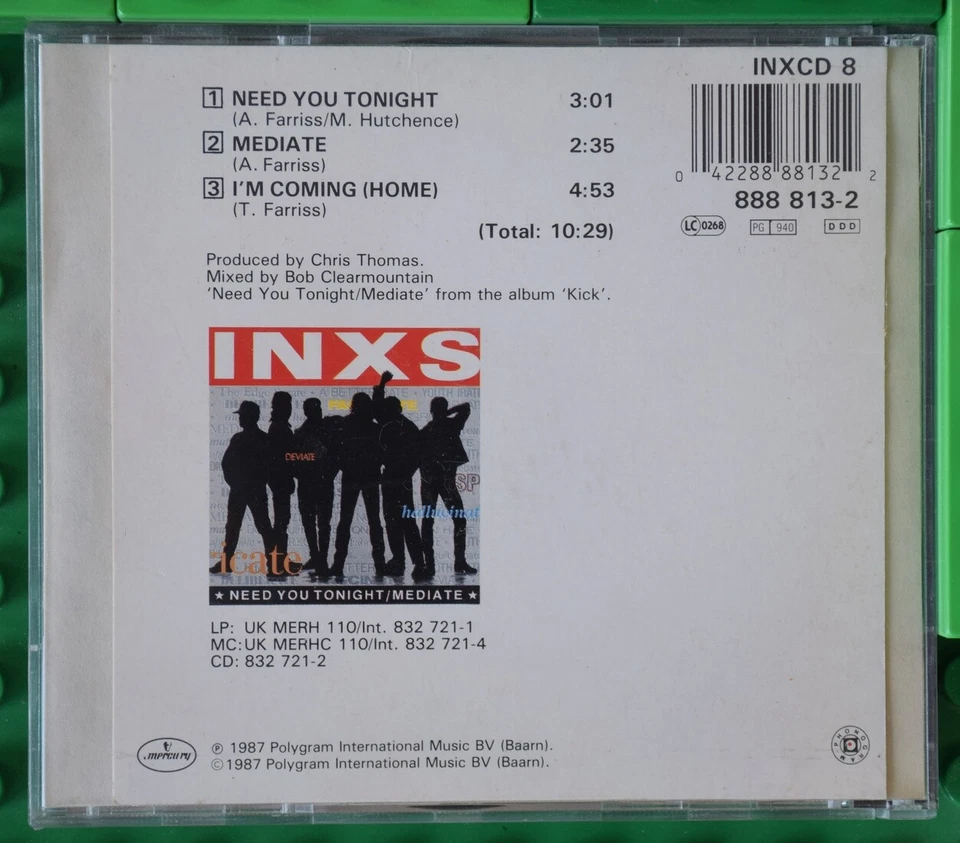 INXCD 8
1 NEED YOU TONIGHT 3:01
(A. Farriss/M. Hutchence)
2 MEDIATE 2:35
(A. Farriss)
3 I'M COMING (HOME) 4:53
(T. Farriss)
(Total: 10:29)
0 42288 88132 2
888 813-2
LC 0268 PG 940 DDD
Produced by Chris Thomas.
Mixed by Bob Clearmountain
'Need You Tonight/Mediate' from the album 'Kick'.
INXS
DEVIATE
SP
hallucinat
icate
★ NEED YOU TONIGHT/MEDIATE ★
LP: UK MERH 110/Int. 832 721-1
MC: UK MERHC 110/Int. 832 721-4
CD: 832 721-2
mercury
℗ 1987 Polygram International Music BV (Baarn).
© 1987 Polygram International Music BV (Baarn).
PHONOGRAM